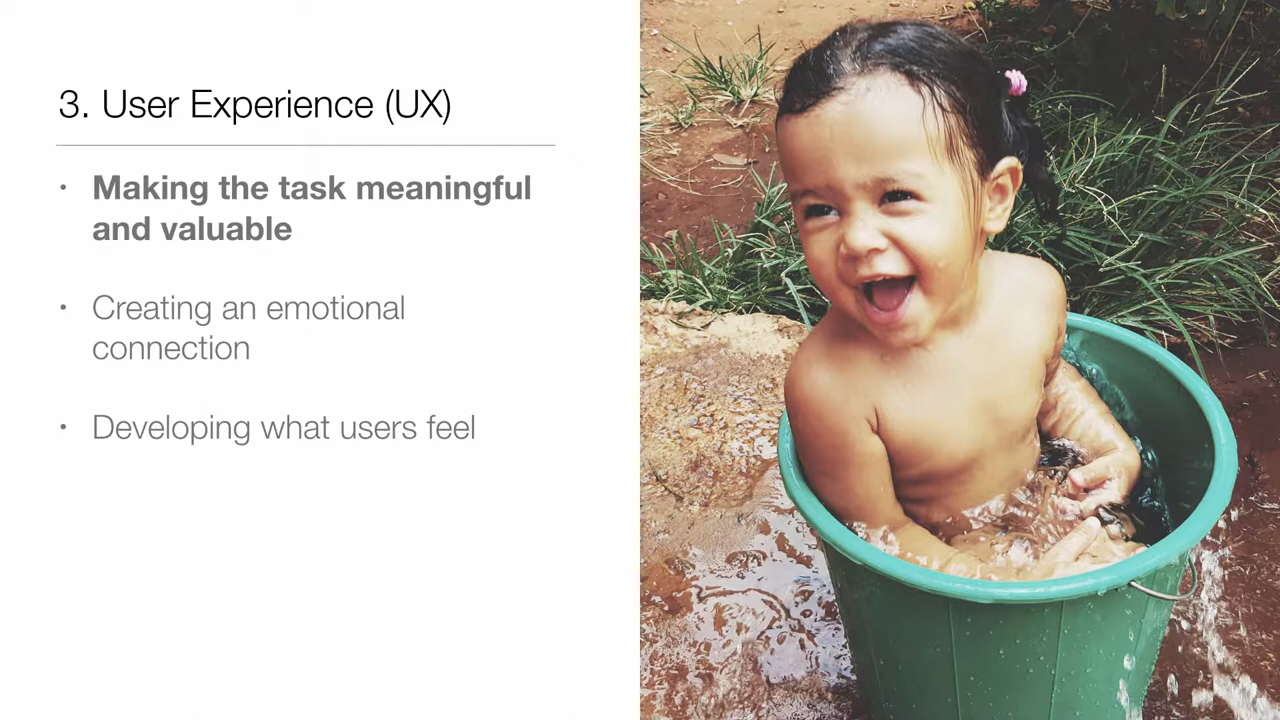 3. User Experience (UX)
• Making the task meaningful
and valuable
• Creating an emotional
connection
• Developing what users feel